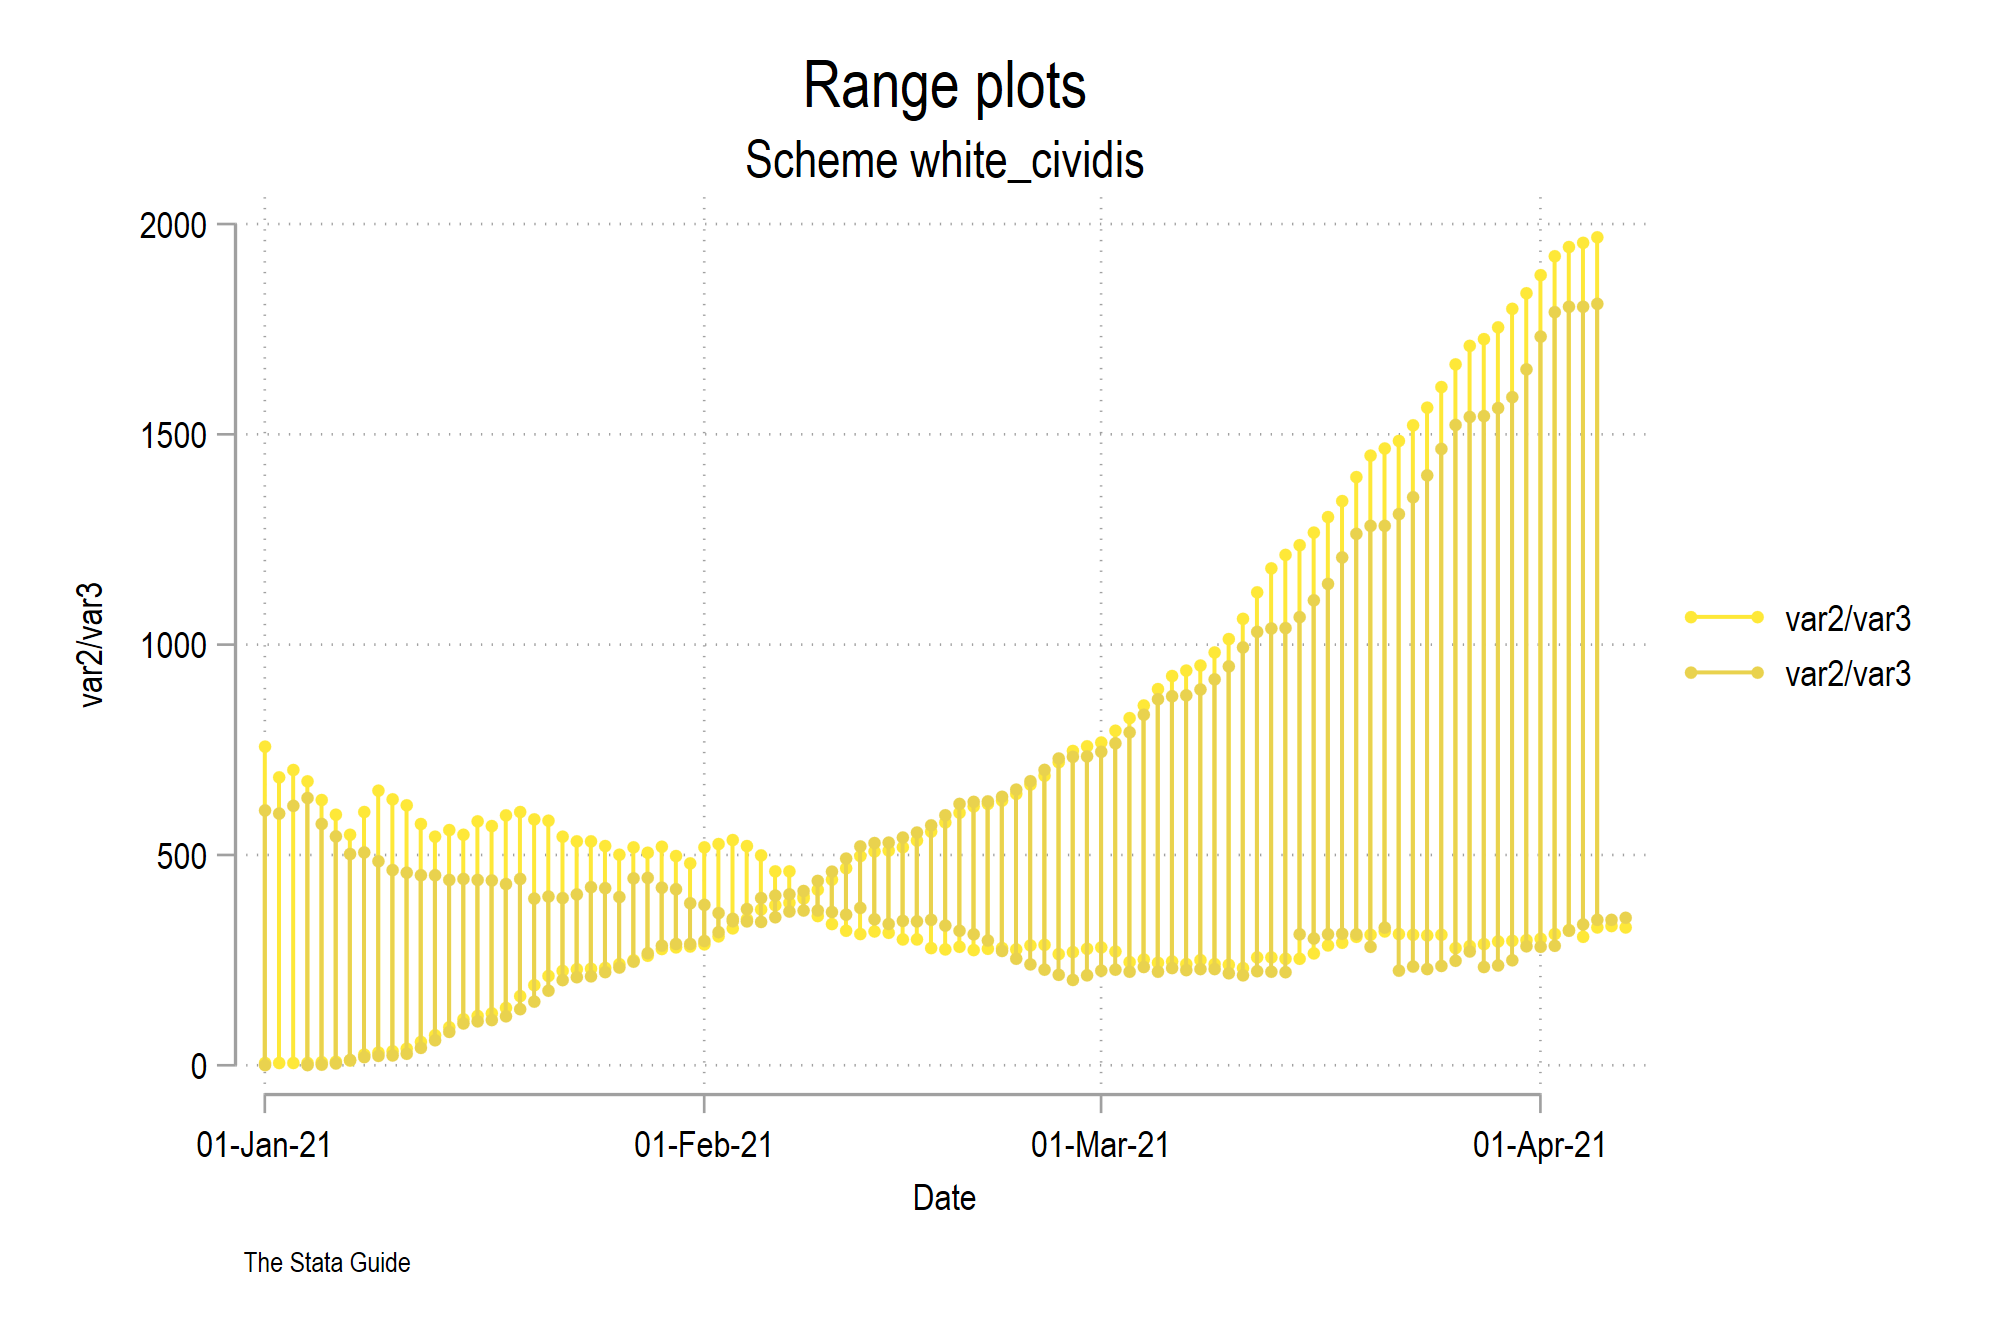 Range plots
Scheme white_cividis
2000
1500
1000
500
0
var2/var3
var2/var3
var2/var3
01-Jan-21
01-Feb-21
01-Mar-21
01-Apr-21
Date
The Stata Guide